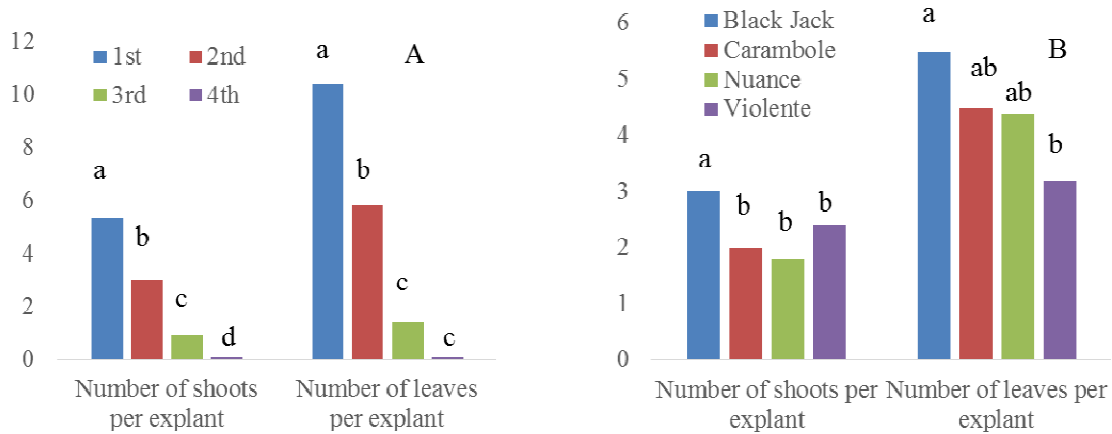 12
10
8
6
4
2
0
1st 2nd
3rd 4th
A
a
b
c
d
a
b
c
c
Number of shoots
per explant
Number of leaves
per explant
6
5
4
3
2
1
0
Black Jack
Carambole
Nuance
Violente
B
a
b
b
b
a
ab
ab
b
Number of shoots per
explant
Number of leaves per
explant